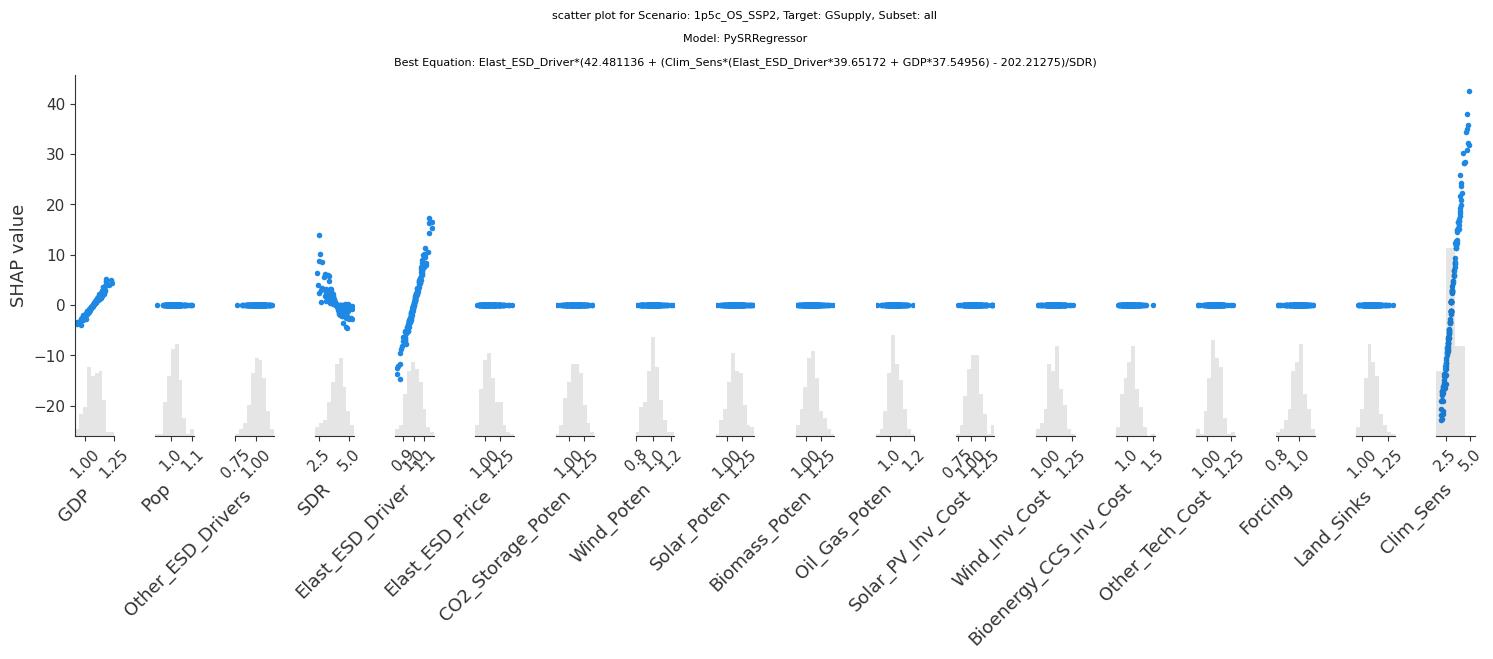 scatter plot for Scenario: 1p5c_OS_SSP2, Target: GSupply, Subset: all
Model: PySRRegressor
Best Equation: Elast_ESD_Driver*(42.481136 + (Clim_Sens*(Elast_ESD_Driver*39.65172 + GDP*37.54956) - 202.21275)/SDR)
SHAP value
40
30
20
10
0
−10
−20
1.00 1.25
GDP
1.0 1.1
Pop
0.75 1.00
Other_ESD_Drivers
2.5 5.0
SDR
0.9 1.0 1.1
Elast_ESD_Driver
1.00 1.25
Elast_ESD_Price
1.00 1.25
CO2_Storage_Poten
0.8 1.0 1.2
Wind_Poten
1.00 1.25
Solar_Poten
1.00 1.25
Biomass_Poten
1.0 1.2
Oil_Gas_Poten
0.75 1.00 1.25
Solar_PV_Inv_Cost
1.00 1.25
Wind_Inv_Cost
1.0 1.5
Bioenergy_CCS_Inv_Cost
1.00 1.25
Other_Tech_Cost
0.8 1.0
Forcing
1.00 1.25
Land_Sinks
2.5 5.0
Clim_Sens